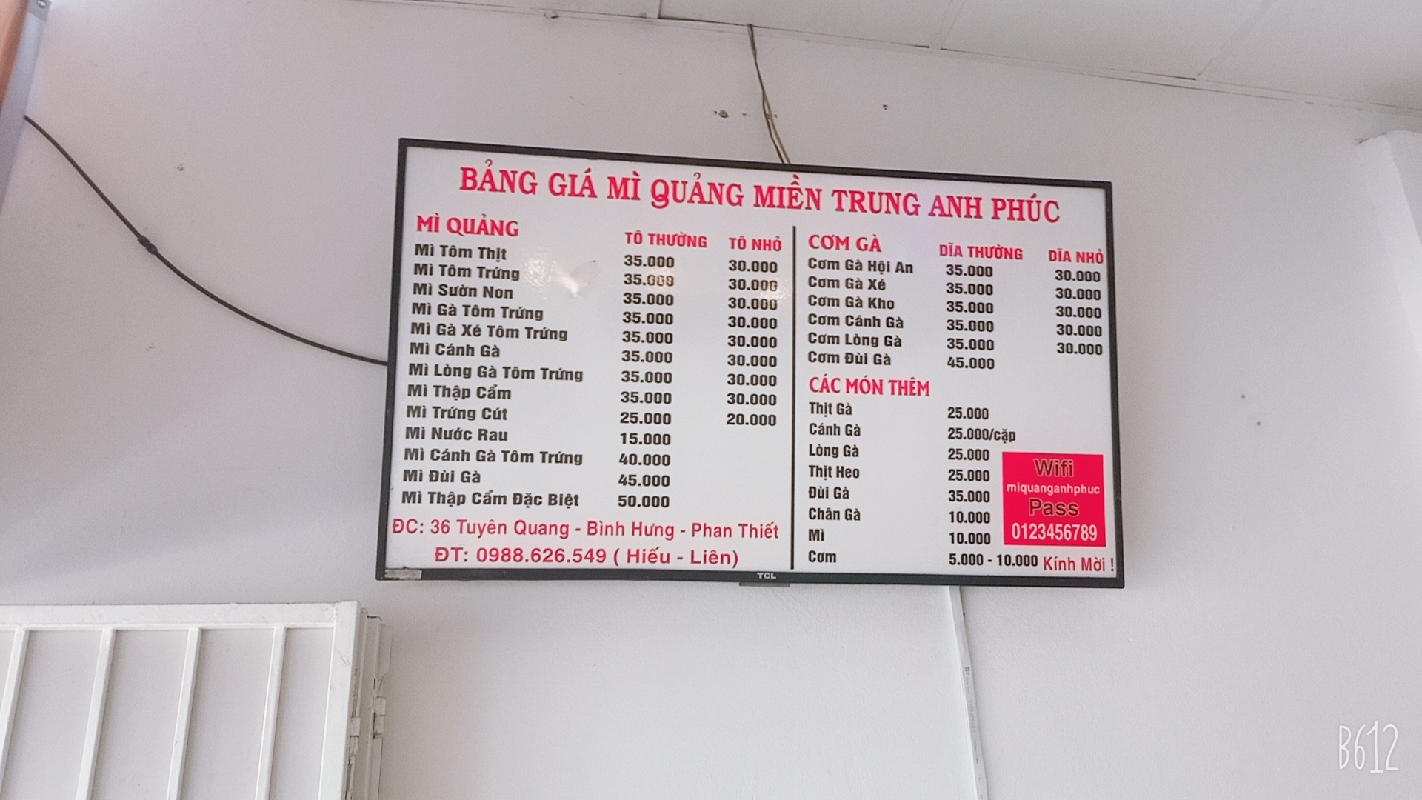 BẢNG GIÁ MÌ QUẢNG MIỀN TRUNG ANH PHÚC
MÌ QUẢNG TÔ THƯỜNG TÔ NHỎ
Mì Tôm Thịt 35.000 30.000
Mì Tôm Trứng 35.000 30.000
Mì Sườn Non 35.000 30.000
Mì Gà Tôm Trứng 35.000 30.000
Mì Gà Xé Tôm Trứng 35.000 30.000
Mì Cánh Gà 35.000 30.000
Mì Lòng Gà Tôm Trứng 35.000 30.000
Mì Thập Cẩm 35.000 30.000
Mì Trứng Cút 25.000 20.000
Mì Nước Rau 15.000
Mì Cánh Gà Tôm Trứng 40.000
Mì Đùi Gà 45.000
Mì Thập Cẩm Đặc Biệt 50.000
ĐC: 36 Tuyên Quang - Bình Hưng - Phan Thiết
ĐT: 0988.626.549 ( Hiếu - Liên)
CƠM GÀ DĨA THƯỜNG DĨA NHỎ
Cơm Gà Hội An 35.000 30.000
Cơm Gà Xé 35.000 30.000
Cơm Gà Kho 35.000 30.000
Cơm Cánh Gà 35.000 30.000
Cơm Lòng Gà 35.000 30.000
Cơm Đùi Gà 45.000
CÁC MÓN THÊM
Thịt Gà 25.000
Cánh Gà 25.000/cặp
Lòng Gà 25.000
Thịt Heo 25.000
Đùi Gà 35.000
Chân Gà 10.000
Mì 10.000
Cơm 5.000 - 10.000
Wifi
miquanganhphuc
Pass
0123456789
Kính Mời !
TCL
B612